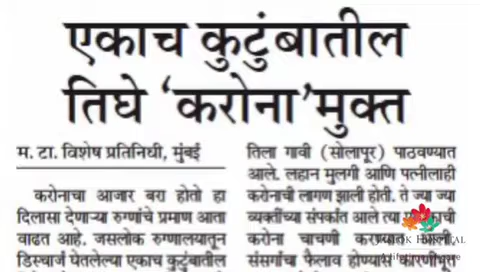 एकाच कुटुंबातील
तिघे ‘करोना’मुक्त
म. टा. विशेष प्रतिनिधी, मुंबई
करोनाचा आजार बरा होतो हा
दिलासा देणाऱ्या रुग्णांचे प्रमाण आता
वाढत आहे. जसलोक रुग्णालयातून
डिस्चार्ज घेतलेल्या एकाच कुटुंबातील
तिला गावी (सोलापूर) पाठवण्यात
आले. लहान मुलगी आणि पत्नीलाही
करोनाची लागण झाली होती. ते ज्या ज्या
व्यक्तींच्या संपर्कात आले त्या
करोना चाचणी
संसर्गाचा फैलाव होण्यास